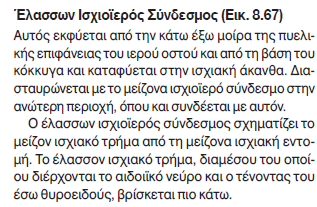 Έλασσων Ισχιοϊερός Σύνδεσμος (Εικ. 8.67)
Αυτός εκφύεται από την κάτω έξω μοίρα της πυελι-
κής επιφάνειας του ιερού οστού και από τη βάση του
κόκκυγα και καταφύεται στην ισχιακή άκανθα. Δια-
σταυρώνεται με το μείζονα ισχιοϊερό σύνδεσμο στην
ανώτερη περιοχή, όπου και συνδέεται με αυτόν.
Ο έλασσων ισχιοϊερός σύνδεσμος σχηματίζει το
μείζον ισχιακό τρήμα από τη μείζονα ισχιακή εντο-
μή. Το έλασσον ισχιακό τρήμα, διαμέσου του οποί-
ου διέρχονται το αιδοιϊκό νεύρο και ο τένοντας του
έσω θυροειδούς, βρίσκεται πιο κάτω.